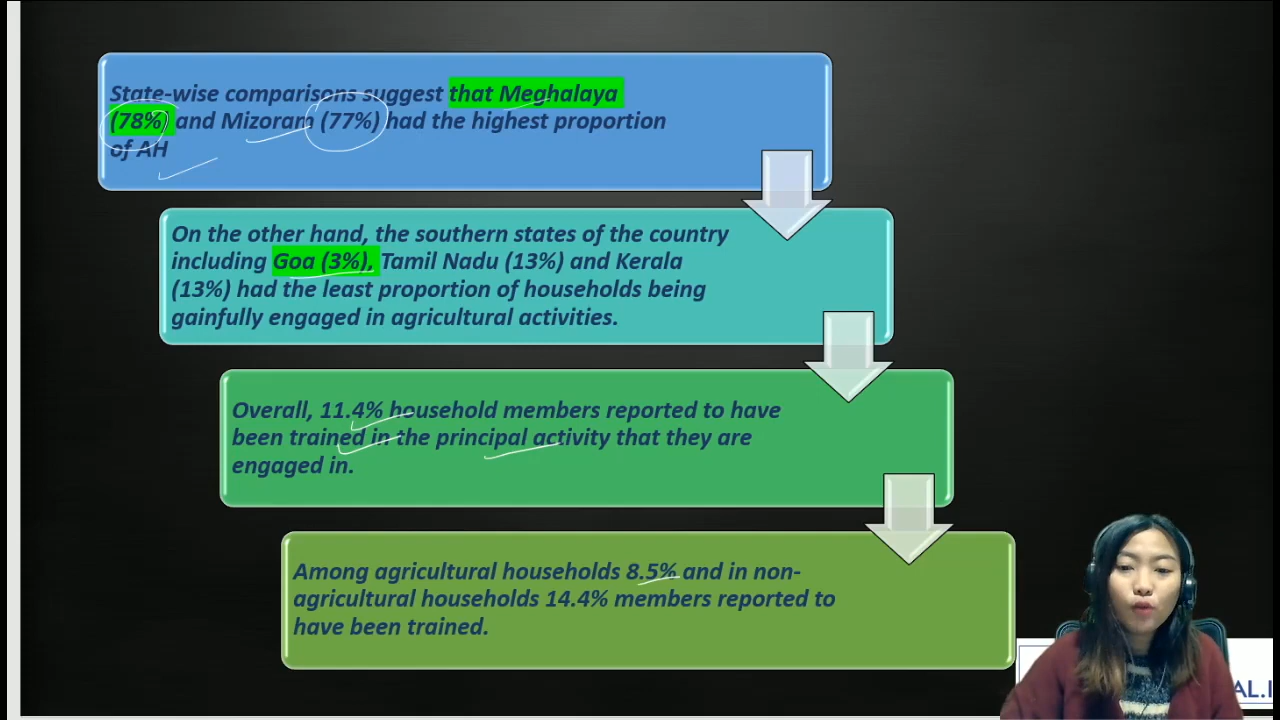 State-wise comparisons suggest that Meghalaya
(78%) and Mizoram (77%) had the highest proportion
of AH
On the other hand, the southern states of the country
including Goa (3%), Tamil Nadu (13%) and Kerala
(13%) had the least proportion of households being
gainfully engaged in agricultural activities.
Overall, 11.4% household members reported to have
been trained in the principal activity that they are
engaged in.
Among agricultural households 8.5% and in non-
agricultural households 14.4% members reported to
have been trained.